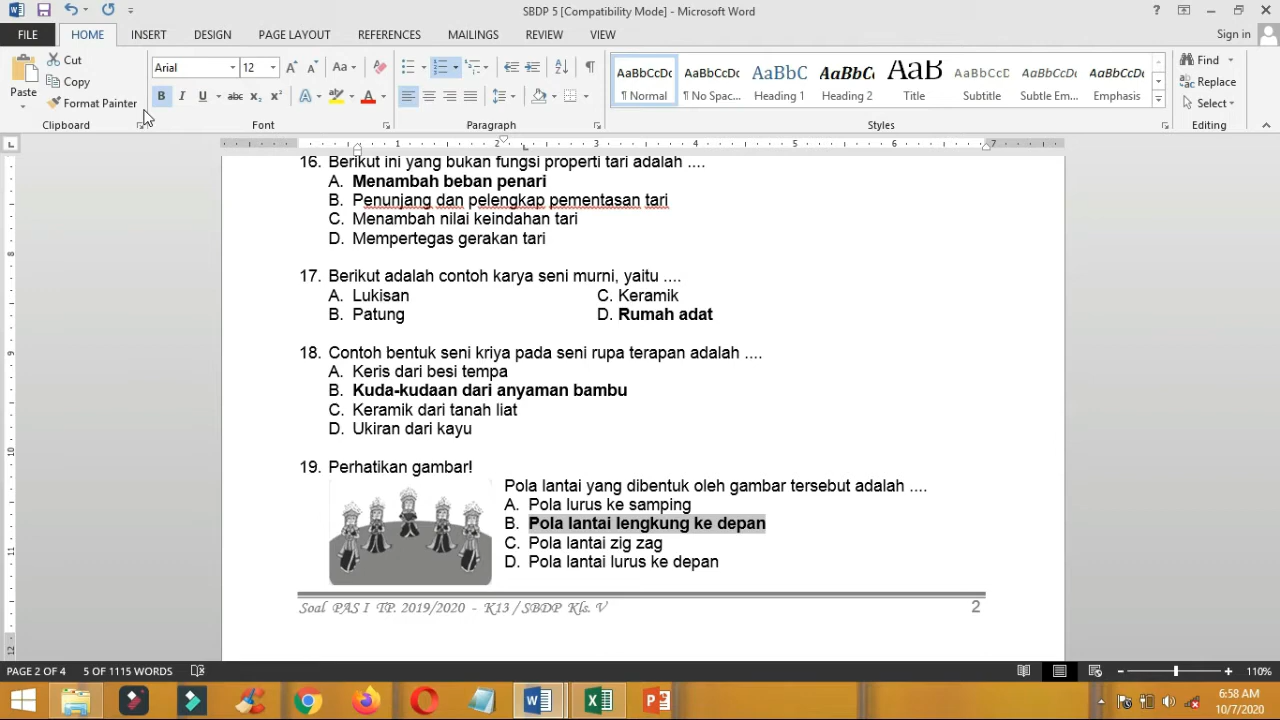 SBDP 5 [Compatibility Mode] - Microsoft Word
Sign in
FILE HOME INSERT DESIGN PAGE LAYOUT REFERENCES MAILINGS REVIEW VIEW
Paste
Cut
Copy
Format Painter
Clipboard
Arial 12
Font
Paragraph
AaBbCcDc AaBbCcDc AaBbC AaBbCc AaB AaBbCcD AaBbCcDc AaBbCcDc
¶ Normal ¶ No Spac... Heading 1 Heading 2 Title Subtitle Subtle Em... Emphasis
Styles
Find
Replace
Select
Editing
1 2 3 4 5 6 7
16. Berikut ini yang bukan fungsi properti tari adalah ....
A. Menambah beban penari
B. Penunjang dan pelengkap pementasan tari
C. Menambah nilai keindahan tari
D. Mempertegas gerakan tari
17. Berikut adalah contoh karya seni murni, yaitu ....
A. Lukisan C. Keramik
B. Patung D. Rumah adat
18. Contoh bentuk seni kriya pada seni rupa terapan adalah ....
A. Keris dari besi tempa
B. Kuda-kudaan dari anyaman bambu
C. Keramik dari tanah liat
D. Ukiran dari kayu
19. Perhatikan gambar!
Pola lantai yang dibentuk oleh gambar tersebut adalah ....
A. Pola lurus ke samping
B. Pola lantai lengkung ke depan
C. Pola lantai zig zag
D. Pola lantai lurus ke depan
Soal PAS I TP. 2019/2020 - K13 / SBDP Kls. V 2
PAGE 2 OF 4 5 OF 1115 WORDS 110%
6:58 AM
10/7/2020